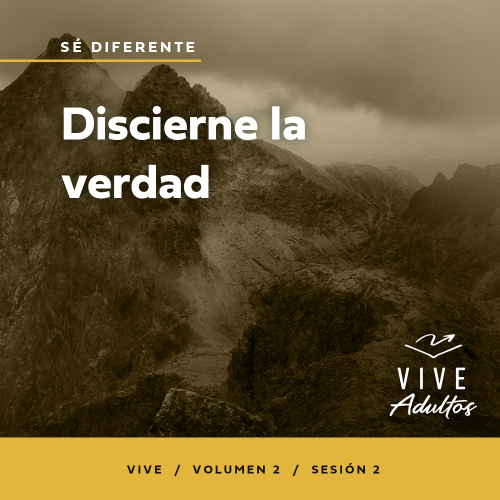 SÉ DIFERENTE
Discierne la
verdad
VIVE
Adultos
VIVE / VOLUMEN 2 / SESIÓN 2